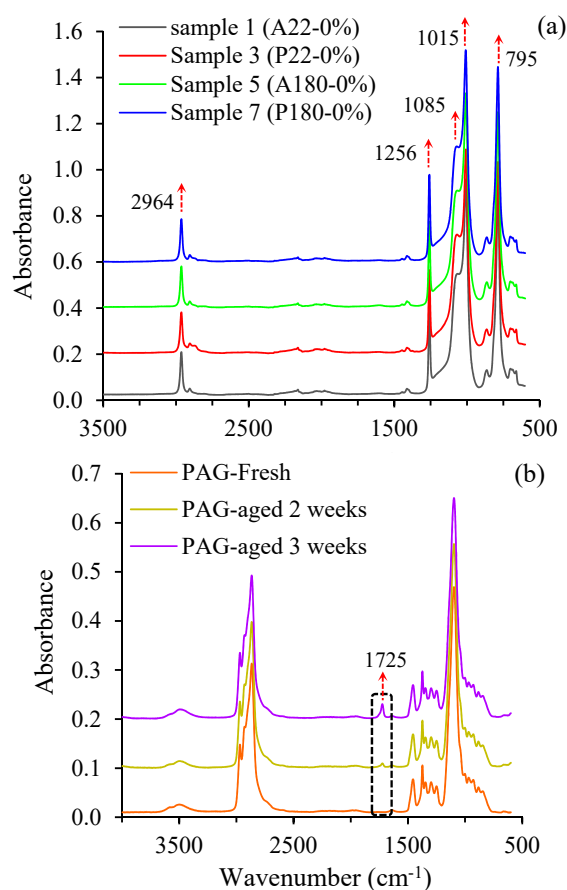 (a)
sample 1 (A22-0%)
Sample 3 (P22-0%)
Sample 5 (A180-0%)
Sample 7 (P180-0%)
1015
795
1085
1256
2964
Absorbance
1.6
1.4
1.2
1.0
0.8
0.6
0.4
0.2
0.0
3500
2500
1500
500
(b)
PAG-Fresh
PAG-aged 2 weeks
PAG-aged 3 weeks
1725
Absorbance
0.7
0.6
0.5
0.4
0.3
0.2
0.1
0.0
3500
2500
1500
500
Wavenumber (cm⁻¹)